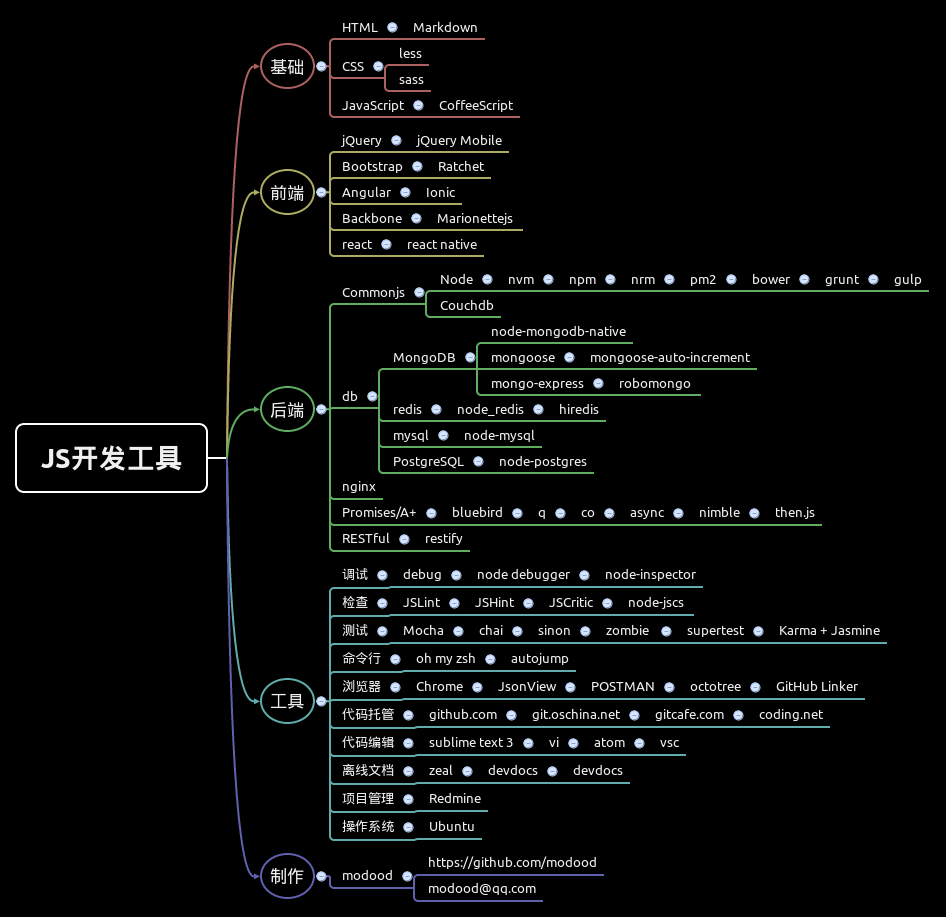 JS开发工具
基础
HTML Markdown
CSS
less
sass
JavaScript CoffeeScript
前端
jQuery jQuery Mobile
Bootstrap Ratchet
Angular Ionic
Backbone Marionettejs
react react native
后端
Commonjs
Node nvm npm nrm pm2 bower grunt gulp
Couchdb
db
MongoDB
node-mongodb-native
mongoose mongoose-auto-increment
mongo-express robomongo
redis node_redis hiredis
mysql node-mysql
PostgreSQL node-postgres
nginx
Promises/A+ bluebird q co async nimble then.js
RESTful restify
工具
调试 debug node debugger node-inspector
检查 JSLint JSHint JSCritic node-jscs
测试 Mocha chai sinon zombie supertest Karma + Jasmine
命令行 oh my zsh autojump
浏览器 Chrome JsonView POSTMAN octotree GitHub Linker
代码托管 github.com git.oschina.net gitcafe.com coding.net
代码编辑 sublime text 3 vi atom vsc
离线文档 zeal devdocs devdocs
项目管理 Redmine
操作系统 Ubuntu
制作
modood
https://github.com/modood
modood@qq.com